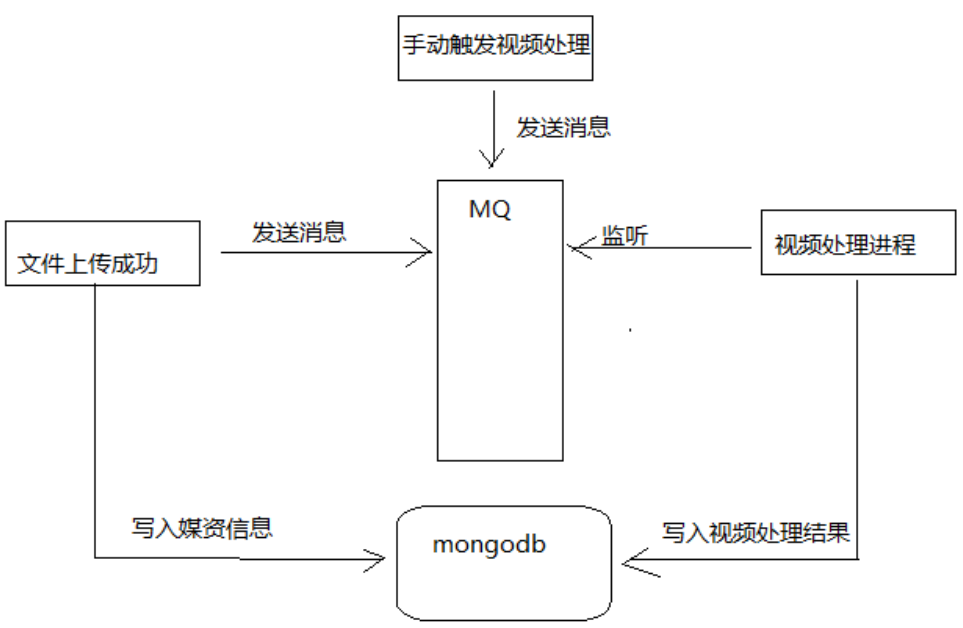 手动触发视频处理
发送消息
MQ
发送消息
监听
文件上传成功
视频处理进程
写入媒资信息
mongodb
写入视频处理结果